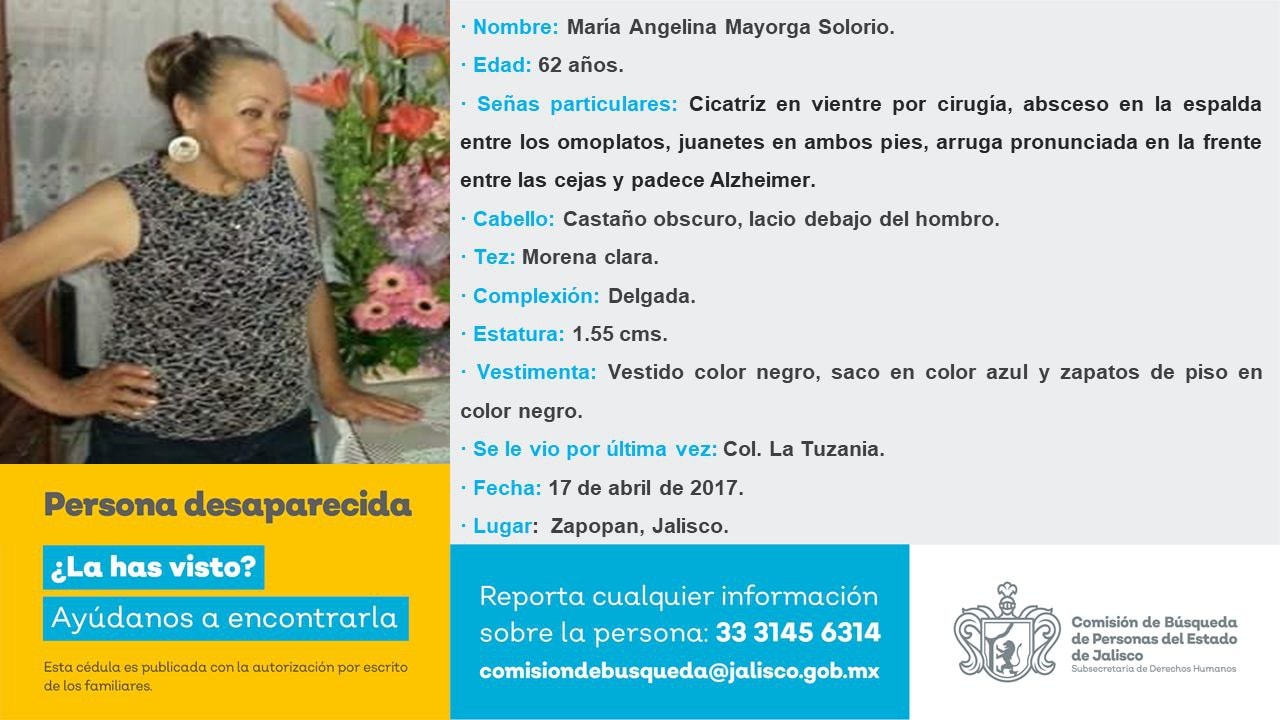 · Nombre: María Angelina Mayorga Solorio.
· Edad: 62 años.
· Señas particulares: Cicatríz en vientre por cirugía, absceso en la espalda
entre los omoplatos, juanetes en ambos pies, arruga pronunciada en la frente
entre las cejas y padece Alzheimer.
· Cabello: Castaño obscuro, lacio debajo del hombro.
· Tez: Morena clara.
· Complexión: Delgada.
· Estatura: 1.55 cms.
· Vestimenta: Vestido color negro, saco en color azul y zapatos de piso en
color negro.
· Se le vio por última vez: Col. La Tuzania.
· Fecha: 17 de abril de 2017.
· Lugar: Zapopan, Jalisco.
Persona desaparecida
¿La has visto?
Ayúdanos a encontrarla
Esta cédula es publicada con la autorización por escrito
de los familiares.
Reporta cualquier información
sobre la persona: 33 3145 6314
comisiondebusqueda@jalisco.gob.mx
Comisión de Búsqueda
de Personas del Estado
de Jalisco
Subsecretaría de Derechos Humanos